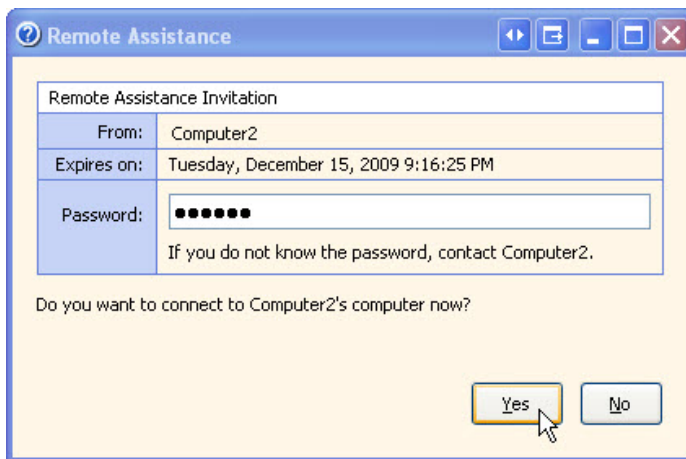 Remote Assistance
Remote Assistance Invitation
From: Computer2
Expires on: Tuesday, December 15, 2009 9:16:25 PM
Password: ●●●●●●
If you do not know the password, contact Computer2.
Do you want to connect to Computer2's computer now?
Yes No